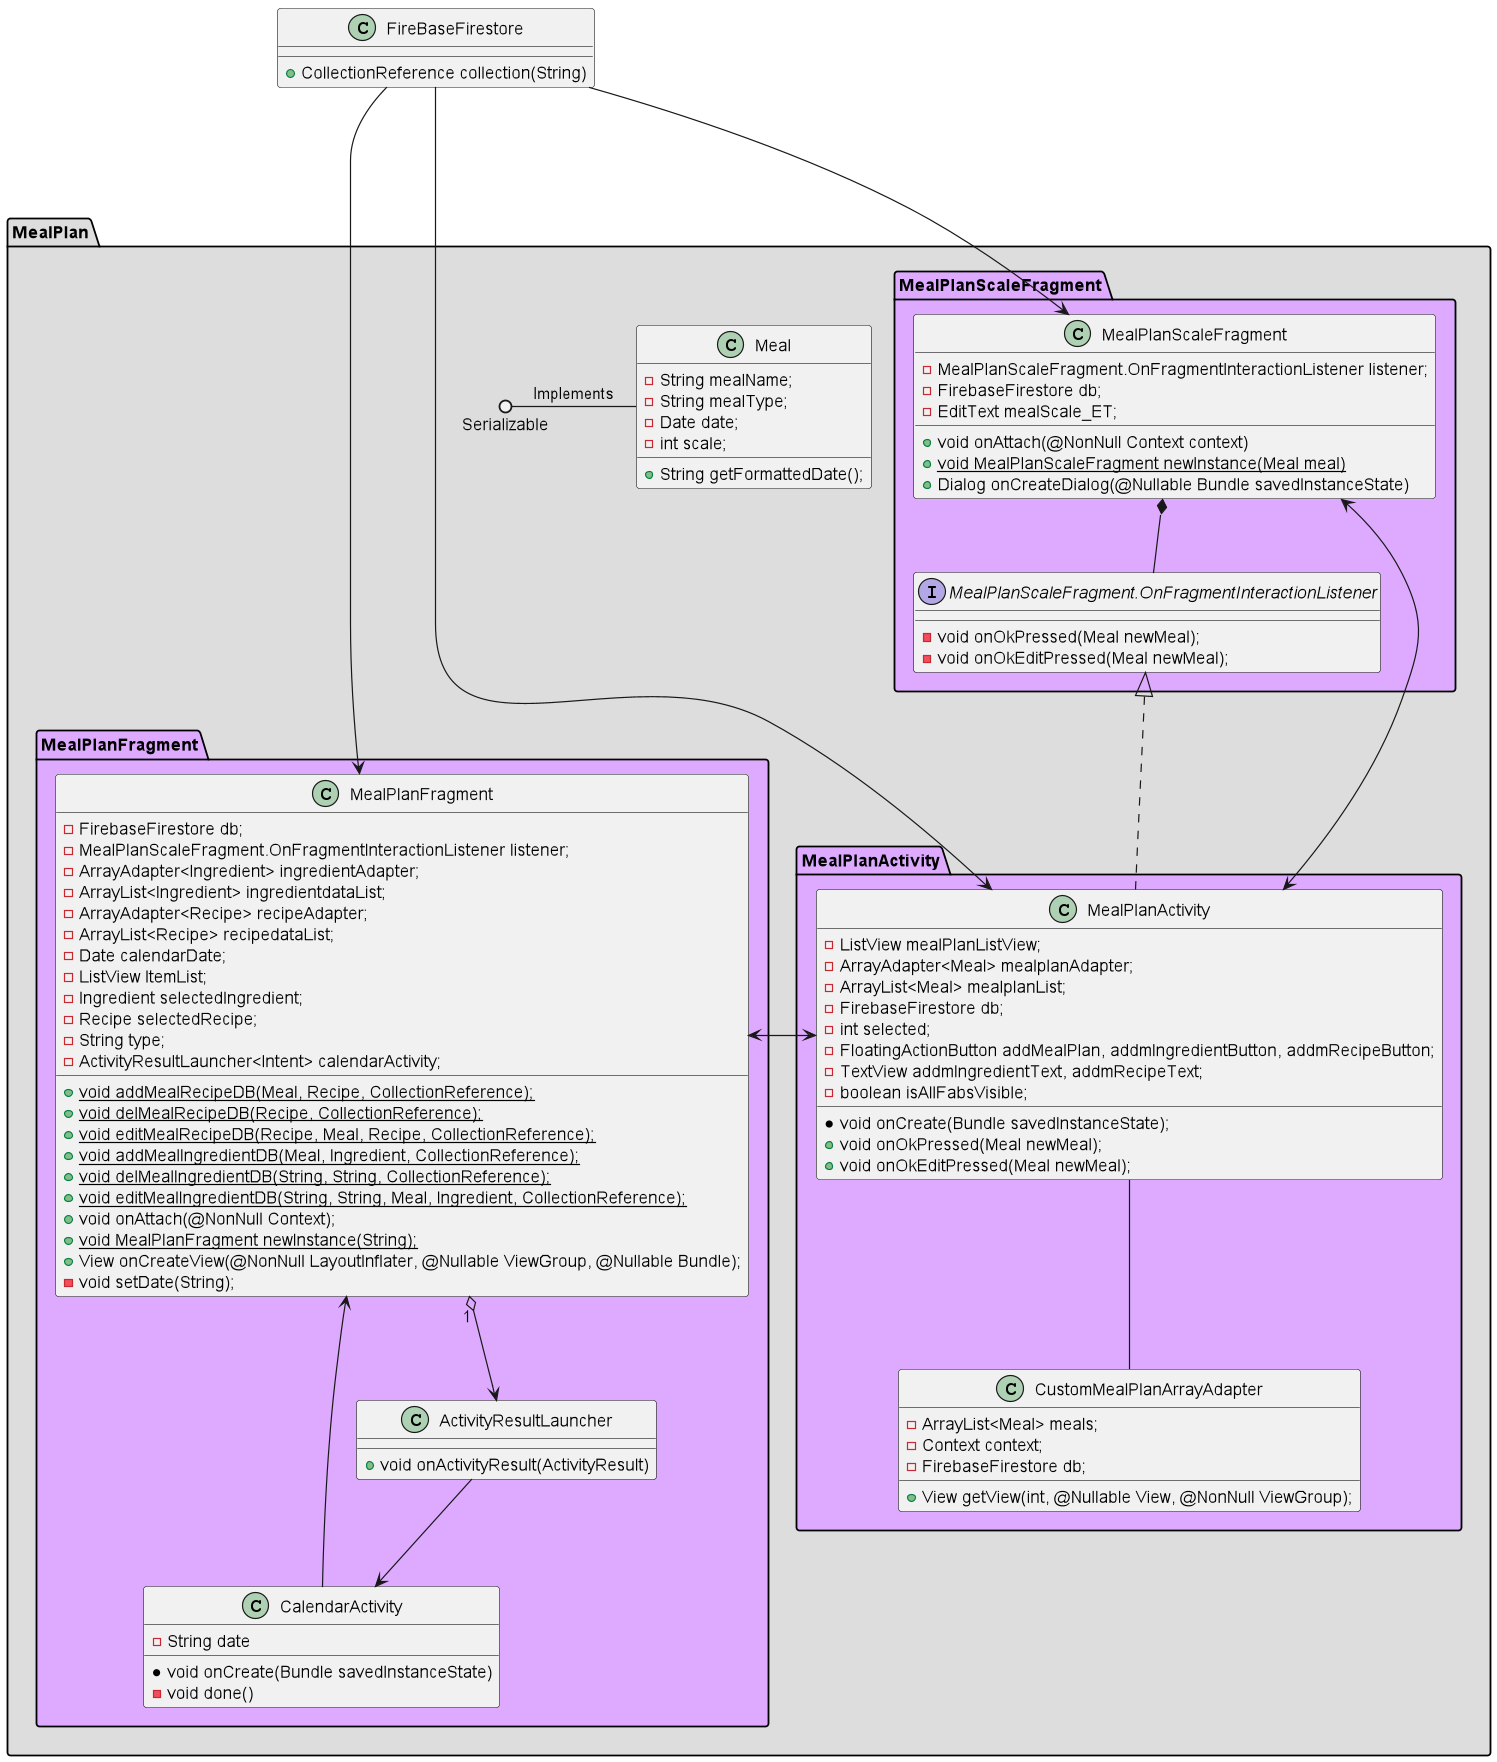 C FireBaseFirestore
CollectionReference collection(String)
MealPlan
MealPlanScaleFragment
C MealPlanScaleFragment
MealPlanScaleFragment.OnFragmentInteractionListener listener;
FirebaseFirestore db;
EditText mealScale_ET;
void onAttach(@NonNull Context context)
void MealPlanScaleFragment newInstance(Meal meal)
Dialog onCreateDialog(@Nullable Bundle savedInstanceState)
C Meal
String mealName;
String mealType;
Date date;
int scale;
String getFormattedDate();
Implements
Serializable
I MealPlanScaleFragment.OnFragmentInteractionListener
void onOkPressed(Meal newMeal);
void onOkEditPressed(Meal newMeal);
MealPlanFragment
C MealPlanFragment
FirebaseFirestore db;
MealPlanScaleFragment.OnFragmentInteractionListener listener;
ArrayAdapter<Ingredient> ingredientAdapter;
ArrayList<Ingredient> ingredientdataList;
ArrayAdapter<Recipe> recipeAdapter;
ArrayList<Recipe> recipedataList;
Date calendarDate;
ListView ItemList;
Ingredient selectedIngredient;
Recipe selectedRecipe;
String type;
ActivityResultLauncher<Intent> calendarActivity;
void addMealRecipeDB(Meal, Recipe, CollectionReference);
void delMealRecipeDB(Recipe, CollectionReference);
void editMealRecipeDB(Recipe, Meal, Recipe, CollectionReference);
void addMealIngredientDB(Meal, Ingredient, CollectionReference);
void delMealIngredientDB(String, String, CollectionReference);
void editMealIngredientDB(String, String, Meal, Ingredient, CollectionReference);
void onAttach(@NonNull Context);
void MealPlanFragment newInstance(String);
View onCreateView(@NonNull LayoutInflater, @Nullable ViewGroup, @Nullable Bundle);
void setDate(String);
MealPlanActivity
C MealPlanActivity
ListView mealPlanListView;
ArrayAdapter<Meal> mealplanAdapter;
ArrayList<Meal> mealplanList;
FirebaseFirestore db;
int selected;
FloatingActionButton addMealPlan, addmIngredientButton, addmRecipeButton;
TextView addmIngredientText, addmRecipeText;
boolean isAllFabsVisible;
void onCreate(Bundle savedInstanceState);
void onOkPressed(Meal newMeal);
void onOkEditPressed(Meal newMeal);
1
C ActivityResultLauncher
void onActivityResult(ActivityResult)
C CustomMealPlanArrayAdapter
ArrayList<Meal> meals;
Context context;
FirebaseFirestore db;
View getView(int, @Nullable View, @NonNull ViewGroup);
C CalendarActivity
String date
void onCreate(Bundle savedInstanceState)
void done()